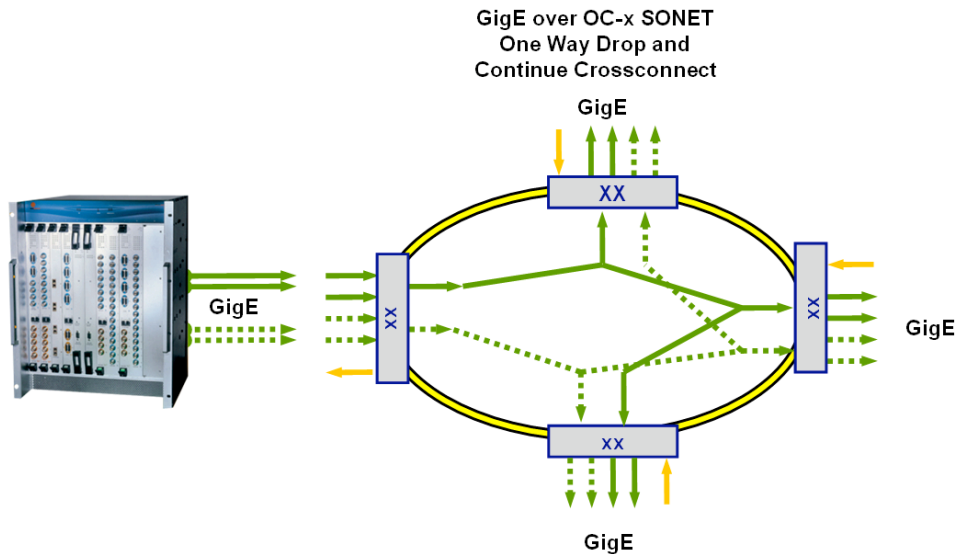 GigE over OC-x SONET
One Way Drop and
Continue Crossconnect
GigE
XX
GigE
XX
XX
GigE
XX
GigE